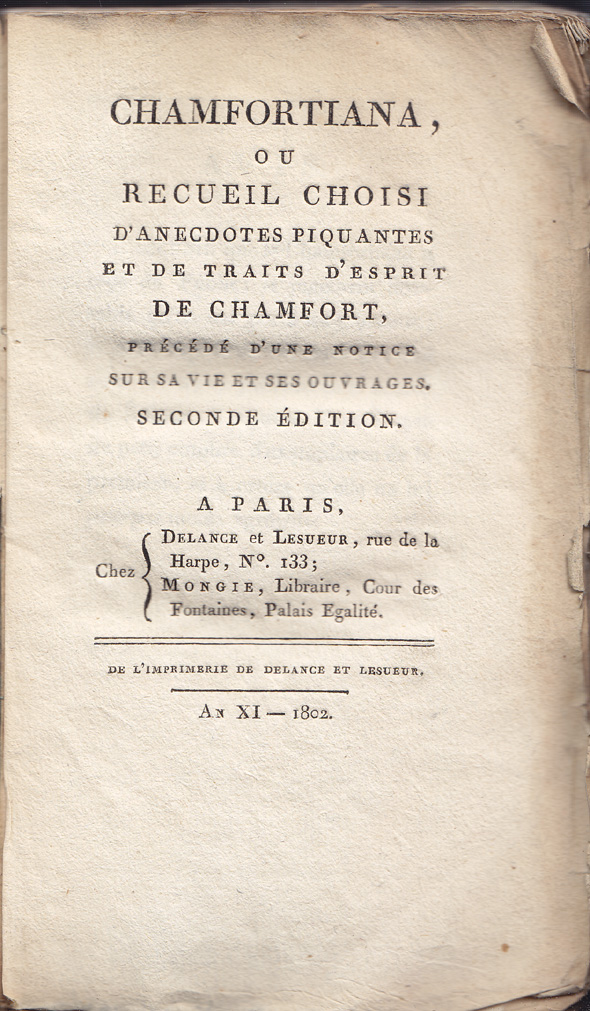 CHAMFORTIANA,
OU
RECUEIL CHOISI
D'ANECDOTES PIQUANTES
ET DE TRAITS D'ESPRIT
DE CHAMFORT,
PRÉCÉDÉ D'UNE NOTICE
SUR SA VIE ET SES OUVRAGES.
SECONDE ÉDITION.
A PARIS,
Chez
DELANCE et LESUEUR, rue de la
Harpe, N°. 133;
MONGIE, Libraire, Cour des
Fontaines, Palais Egalité.
DE L'IMPRIMERIE DE DELANCE ET LESUEUR.
AN XI — 1802.